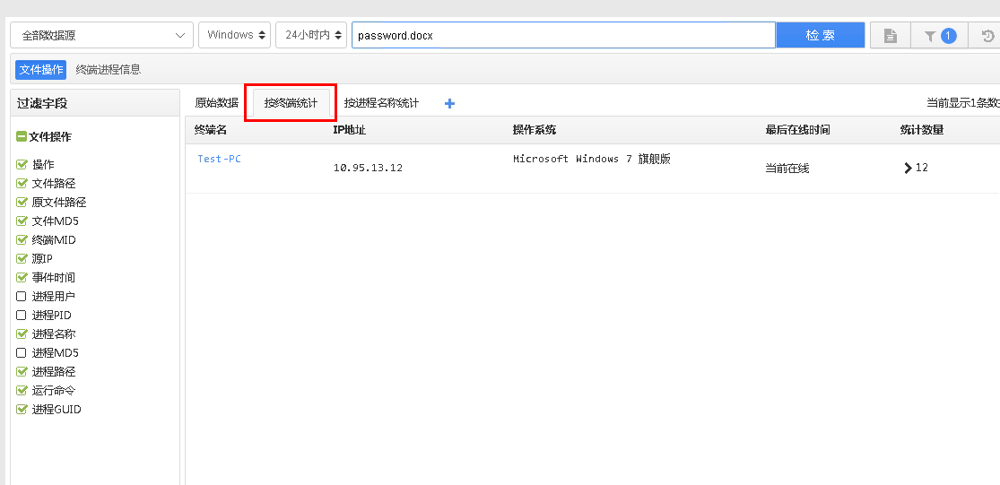 全部数据源 Windows 24小时内 password.docx 检 索 1
文件操作 终端进程信息
过滤字段
文件操作
操作
文件路径
原文件路径
文件MD5
终端MID
源IP
事件时间
进程用户
进程PID
进程名称
进程MD5
进程路径
运行命令
进程GUID
原始数据 按终端统计 按进程名称统计 当前显示1条数
终端名 IP地址 操作系统 最后在线时间 统计数量
Test-PC 10.95.13.12 Microsoft Windows 7 旗舰版 当前在线 12